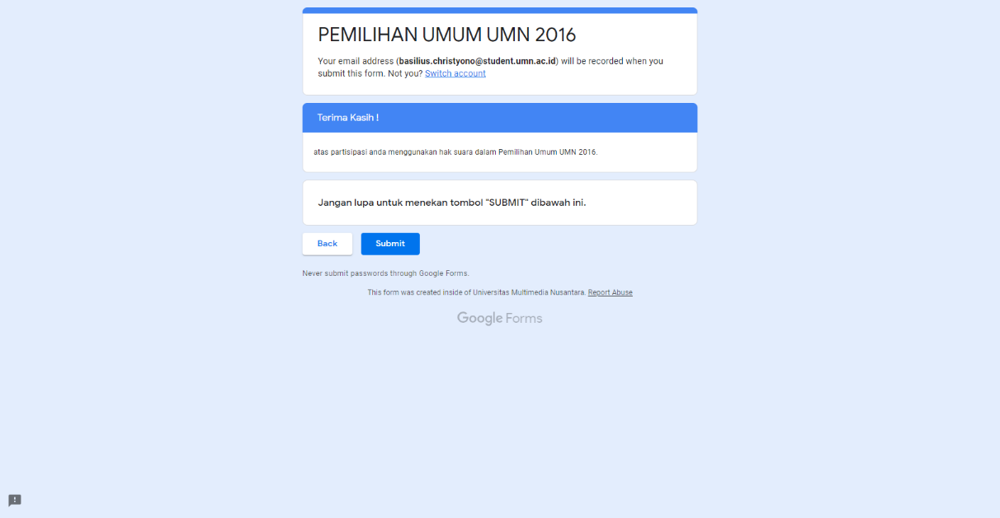 PEMILIHAN UMUM UMN 2016
Your email address (basilius.christyono@student.umn.ac.id) will be recorded when you
submit this form. Not you? Switch account
Terima Kasih !
atas partisipasi anda menggunakan hak suara dalam Pemilihan Umum UMN 2016.
Jangan lupa untuk menekan tombol "SUBMIT" dibawah ini.
Back Submit
Never submit passwords through Google Forms.
This form was created inside of Universitas Multimedia Nusantara. Report Abuse
Google Forms